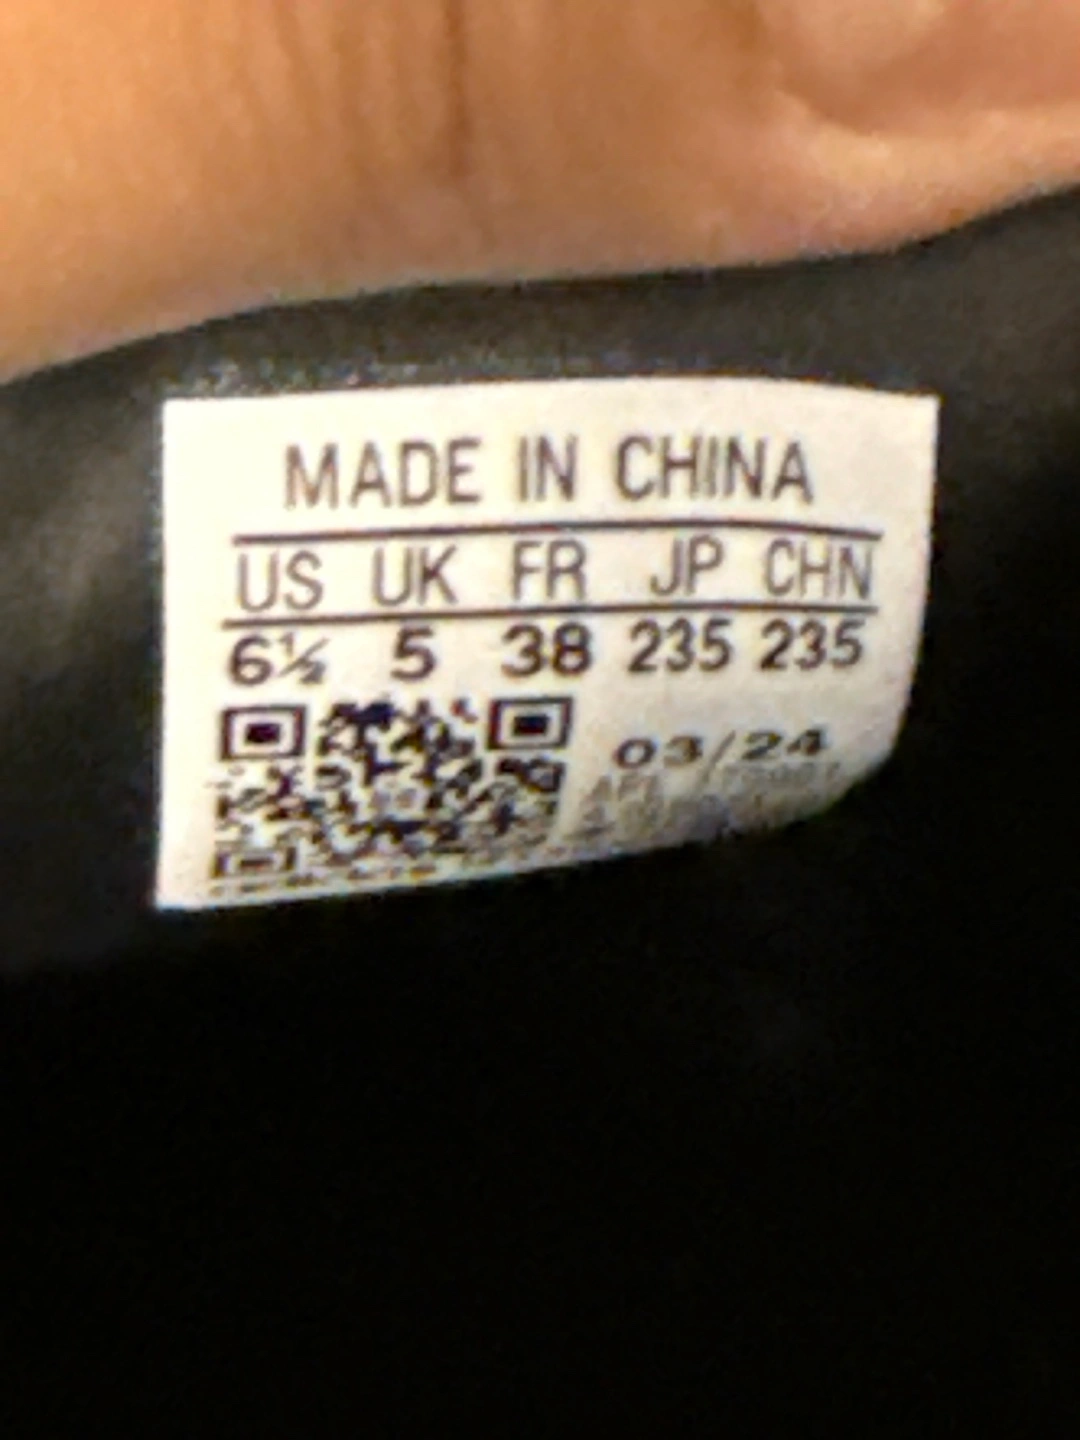 MADE IN CHINA
US UK FR JP CHN
6½ 5 38 235 235
03/24